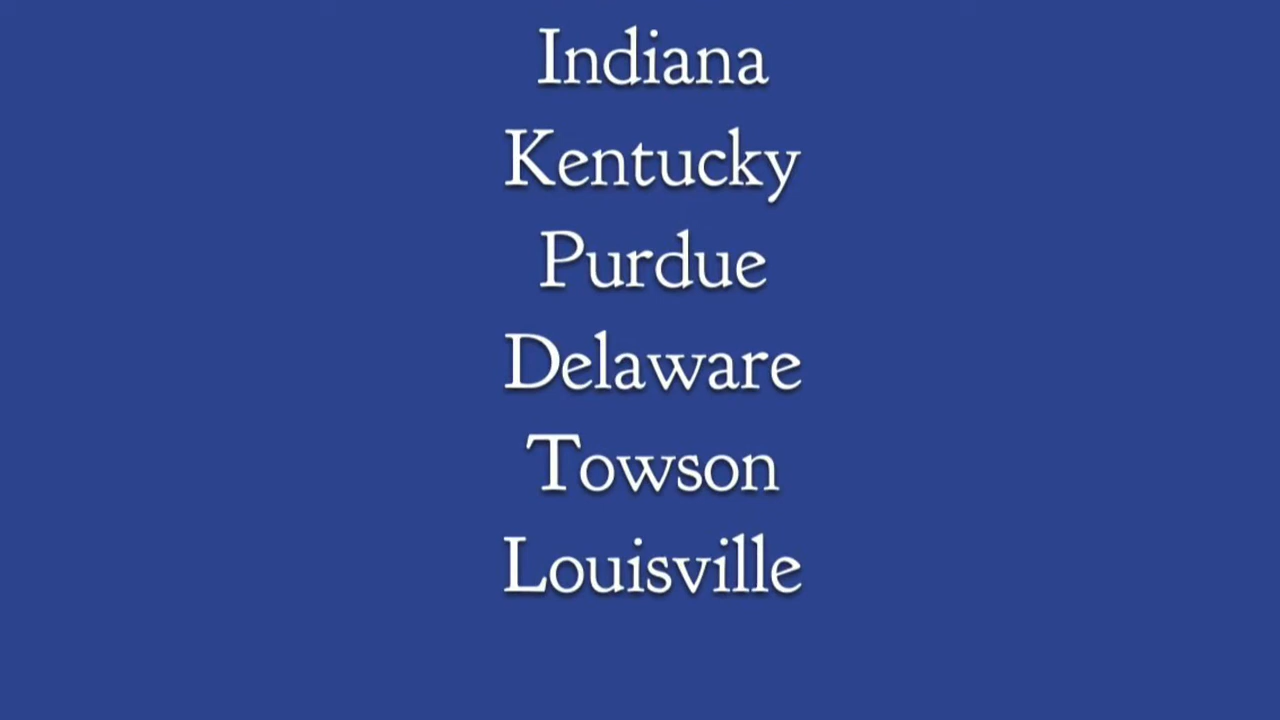 Indiana
Kentucky
Purdue
Delaware
Towson
Louisville